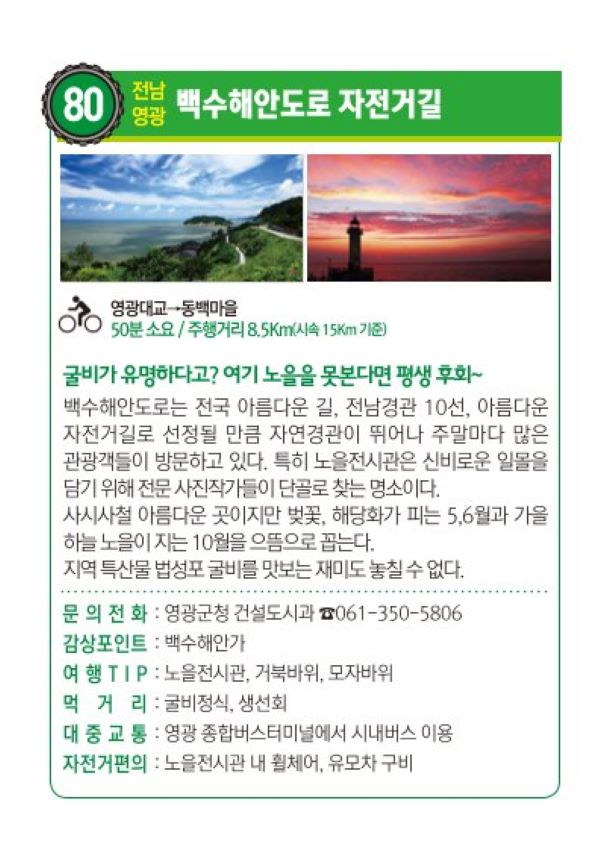 80
전남
영광
백수해안도로 자전거길
영광대교→동백마을
50분 소요 / 주행거리 8.5Km(시속 15Km 기준)
굴비가 유명하다고? 여기 노을을 못본다면 평생 후회~
백수해안도로는 전국 아름다운 길, 전남경관 10선, 아름다운
자전거길로 선정될 만큼 자연경관이 뛰어나 주말마다 많은
관광객들이 방문하고 있다. 특히 노을전시관은 신비로운 일몰을
담기 위해 전문 사진작가들이 단골로 찾는 명소이다.
사시사철 아름다운 곳이지만 벚꽃, 해당화가 피는 5,6월과 가을
하늘 노을이 지는 10월을 으뜸으로 꼽는다.
지역 특산물 법성포 굴비를 맛보는 재미도 놓칠 수 없다.
문 의 전 화 : 영광군청 건설도시과 ☎061-350-5806
감상포인트 : 백수해안가
여 행 T I P : 노을전시관, 거북바위, 모자바위
먹 거 리 : 굴비정식, 생선회
대 중 교 통 : 영광 종합버스터미널에서 시내버스 이용
자전거편의 : 노을전시관 내 휠체어, 유모차 구비